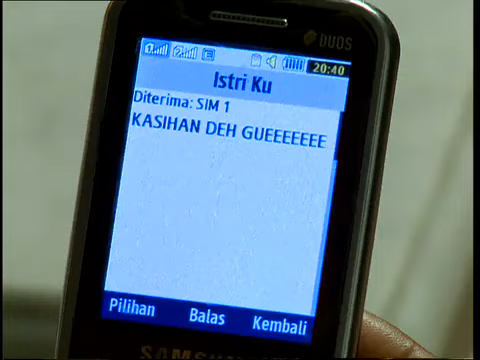 DUOS
20:40
Istri Ku
Diterima: SIM 1
KASIHAN DEH GUEEEEEEE
Pilihan Balas Kembali
SAMSUNG